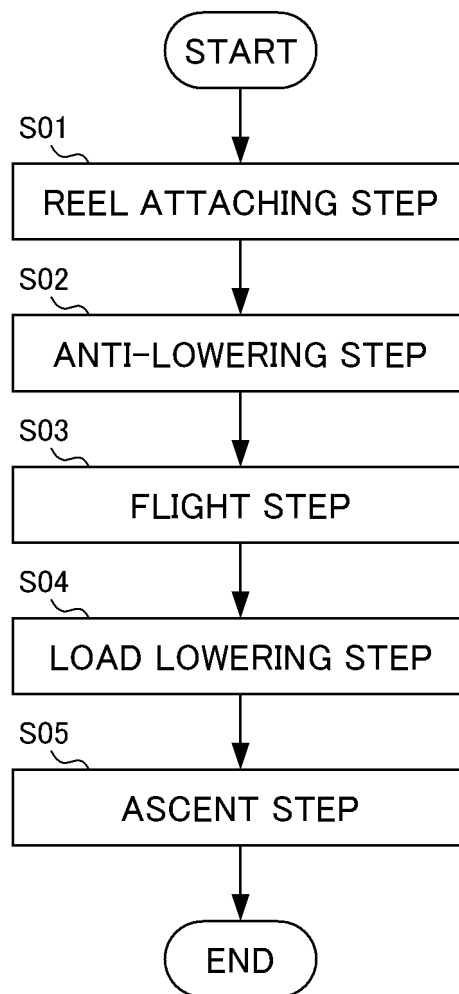 START
S01
REEL ATTACHING STEP
S02
ANTI-LOWERING STEP
S03
FLIGHT STEP
S04
LOAD LOWERING STEP
S05
ASCENT STEP
END